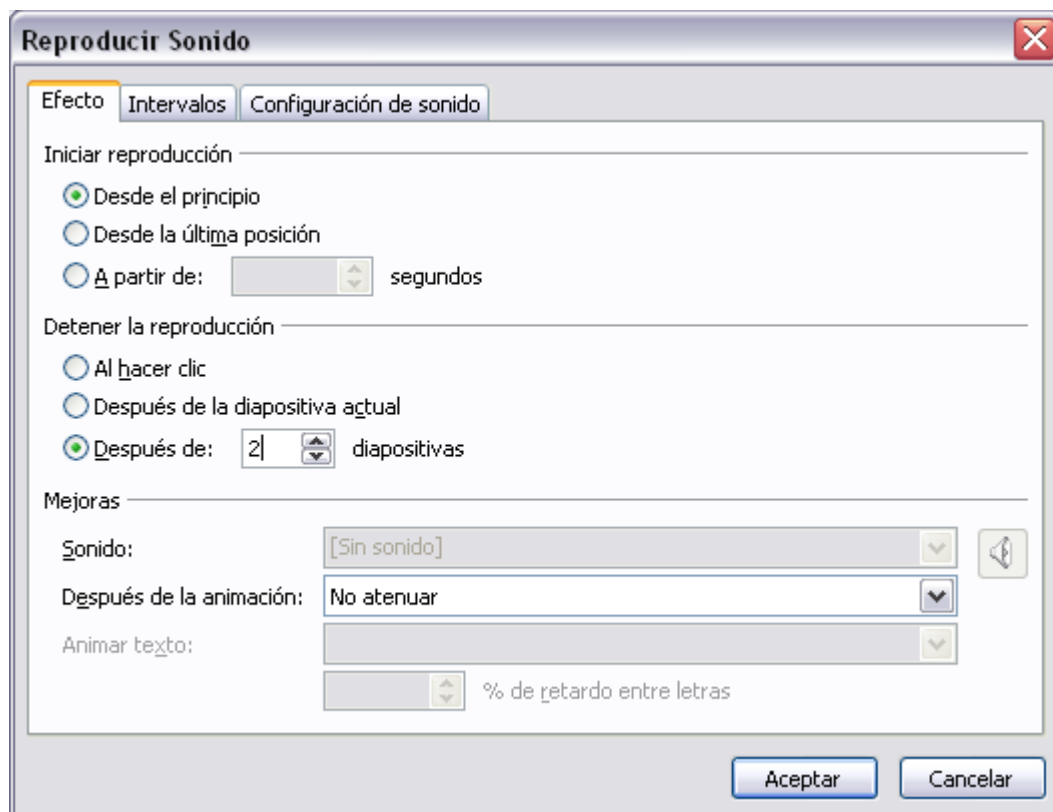 Reproducir Sonido
Efecto Intervalos Configuración de sonido
Iniciar reproducción
Desde el principio
Desde la última posición
A partir de: segundos
Detener la reproducción
Al hacer clic
Después de la diapositiva actual
Después de: 2 diapositivas
Mejoras
Sonido: [Sin sonido]
Después de la animación: No atenuar
Animar texto:
% de retardo entre letras
Aceptar Cancelar